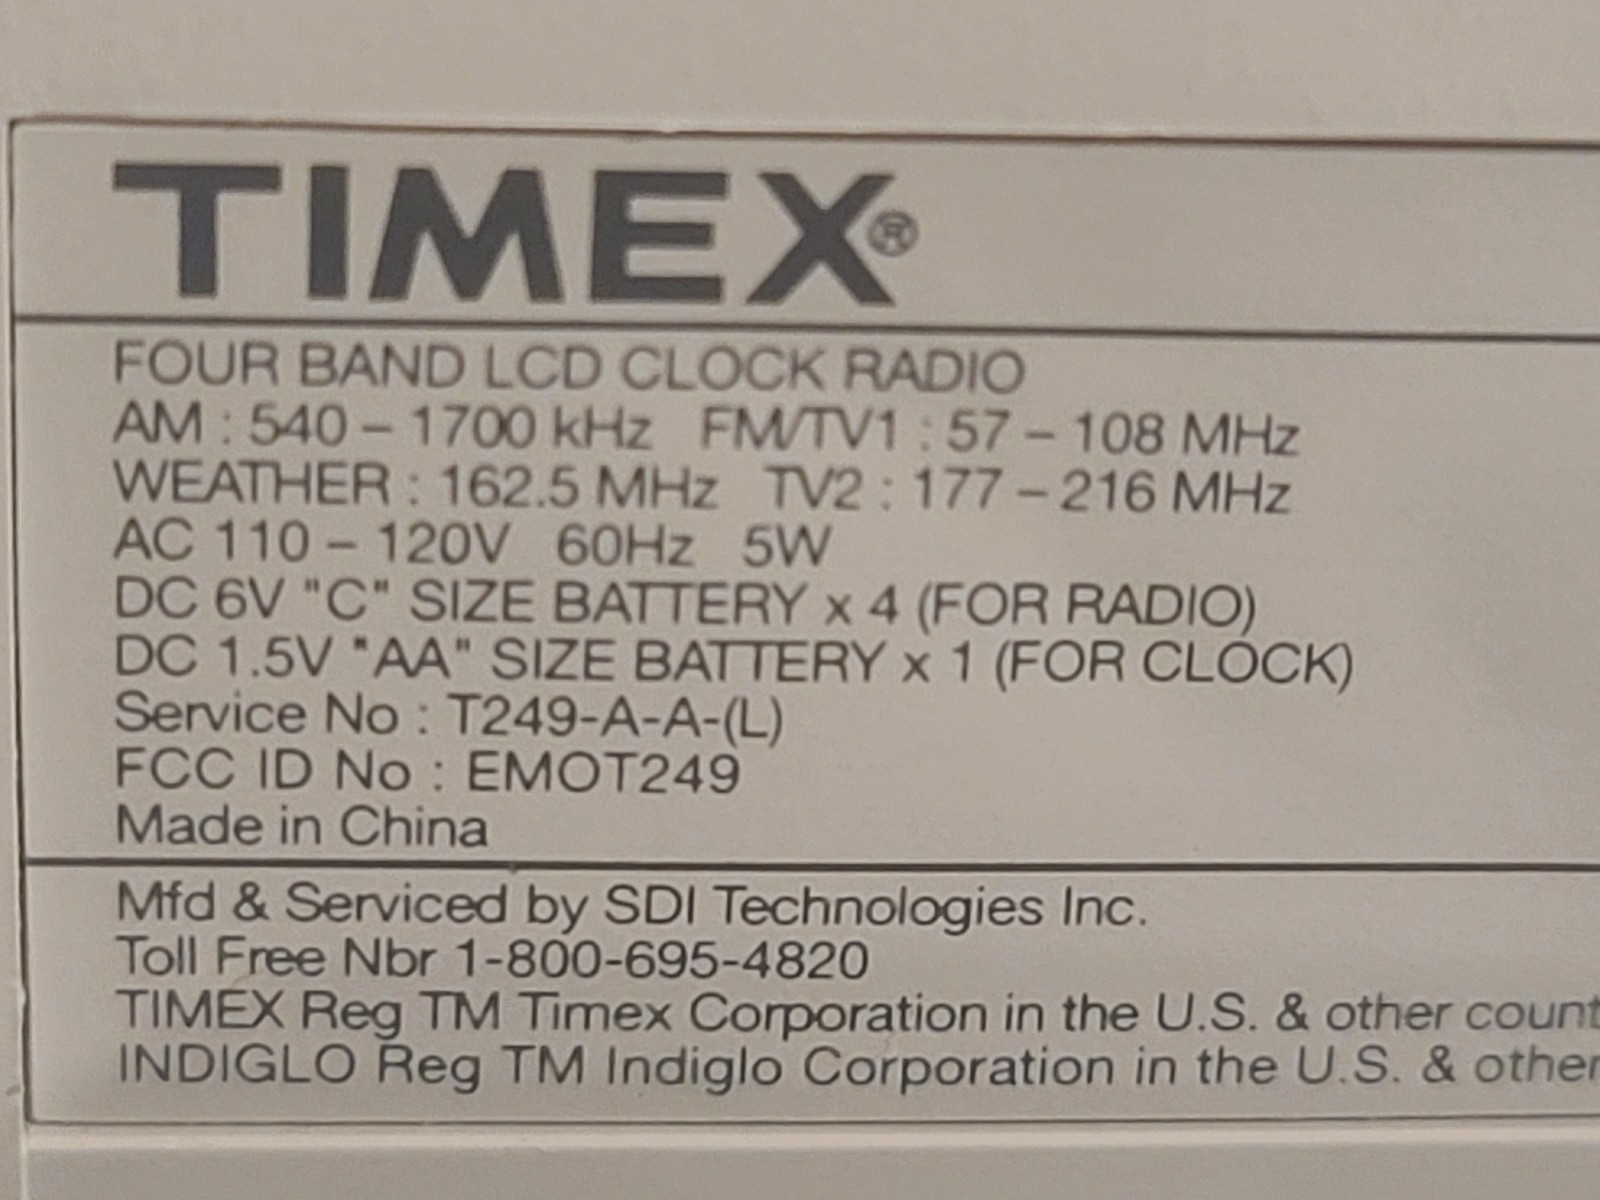 TIMEX®
FOUR BAND LCD CLOCK RADIO
AM : 540 – 1700 kHz FM/TV1 : 57 – 108 MHz
WEATHER : 162.5 MHz TV2 : 177 – 216 MHz
AC 110 – 120V 60Hz 5W
DC 6V "C" SIZE BATTERY x 4 (FOR RADIO)
DC 1.5V "AA" SIZE BATTERY x 1 (FOR CLOCK)
Service No : T249-A-A-(L)
FCC ID No : EMOT249
Made in China
Mfd & Serviced by SDI Technologies Inc.
Toll Free Nbr 1-800-695-4820
TIMEX Reg TM Timex Corporation in the U.S. & other count
INDIGLO Reg TM Indiglo Corporation in the U.S. & other